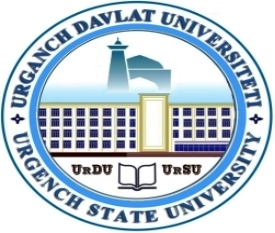 URGANCH DAVLAT UNIVERSITETI
UrDU UrSU
URGENCH STATE UNIVERSITY